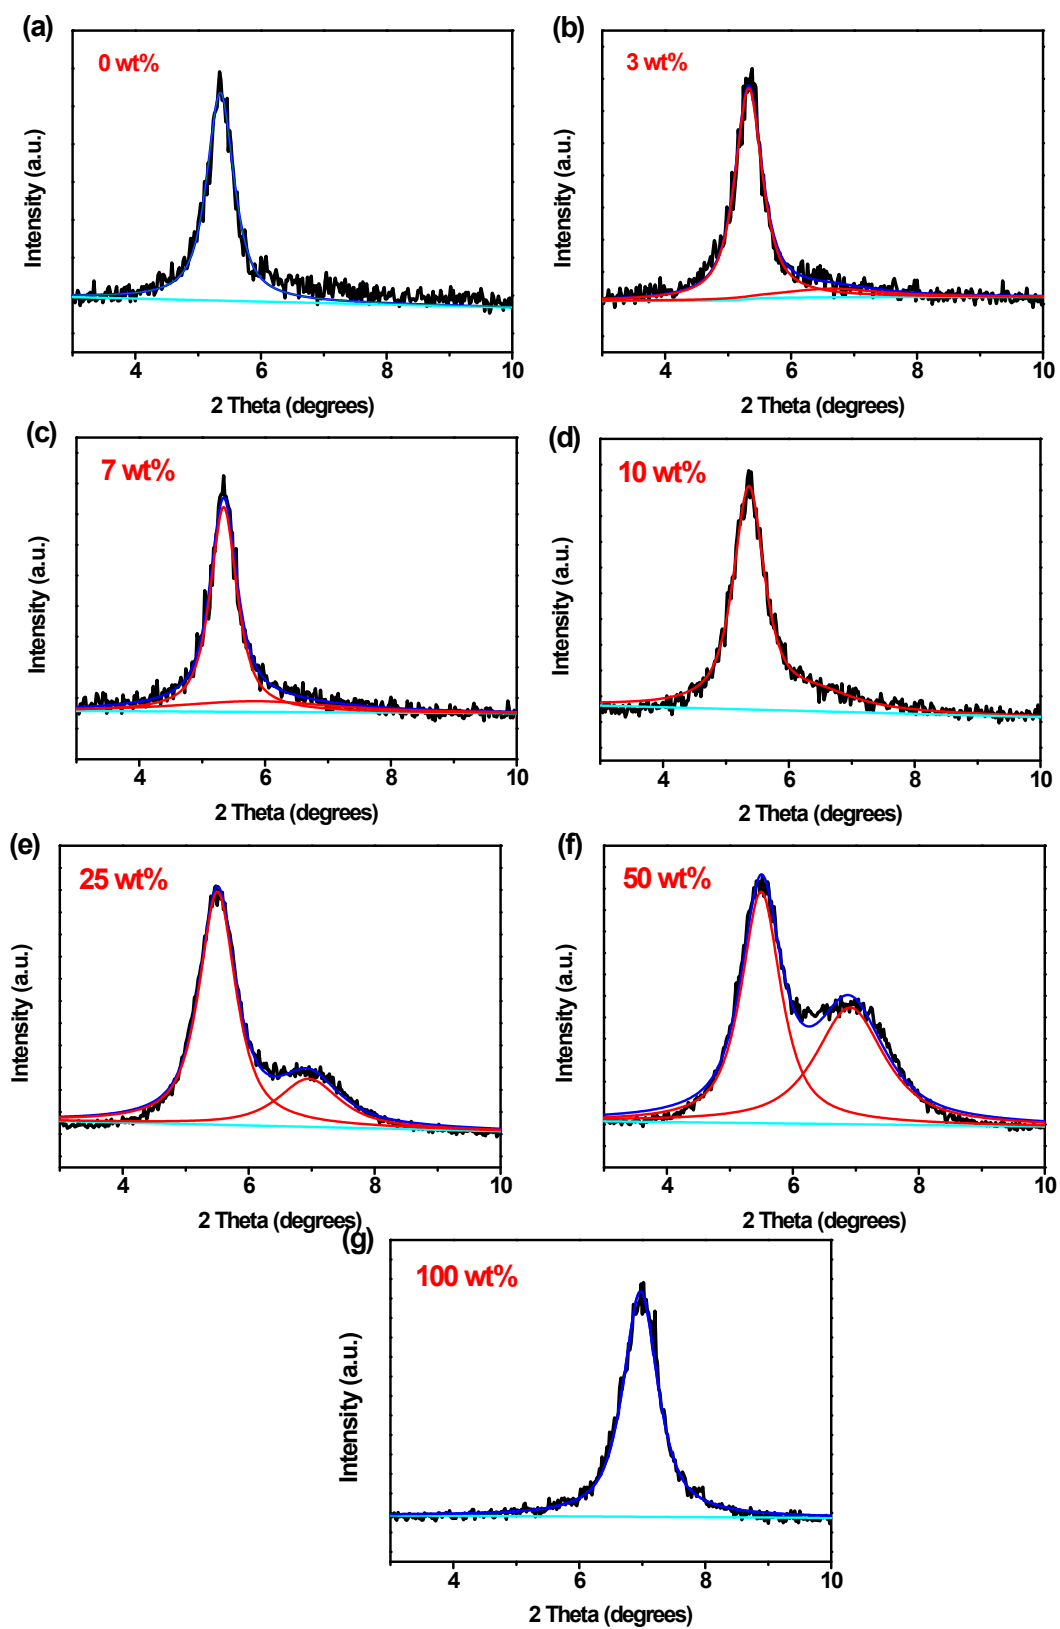 (a)
0 wt%
Intensity (a.u.)
4 6 8 10
2 Theta (degrees)
(b)
3 wt%
Intensity (a.u.)
4 6 8 10
2 Theta (degrees)
(c)
7 wt%
Intensity (a.u.)
4 6 8 10
2 Theta (degrees)
(d)
10 wt%
Intensity (a.u.)
4 6 8 10
2 Theta (degrees)
(e)
25 wt%
Intensity (a.u.)
4 6 8 10
2 Theta (degrees)
(f)
50 wt%
Intensity (a.u.)
4 6 8 10
2 Theta (degrees)
(g)
100 wt%
Intensity (a.u.)
4 6 8 10
2 Theta (degrees)